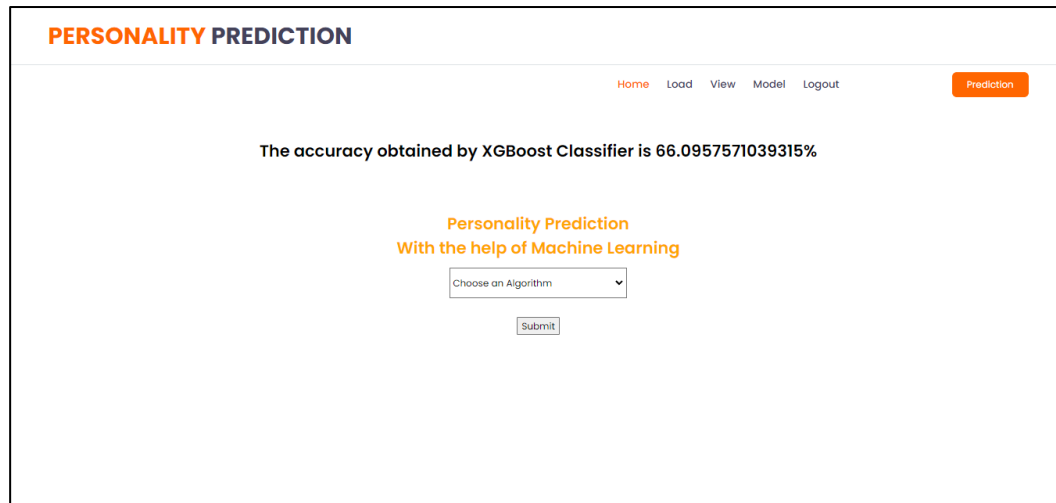 PERSONALITY PREDICTION
Home Load View Model Logout Prediction
The accuracy obtained by XGBoost Classifier is 66.0957571039315%
Personality Prediction
With the help of Machine Learning
Choose an Algorithm
Submit